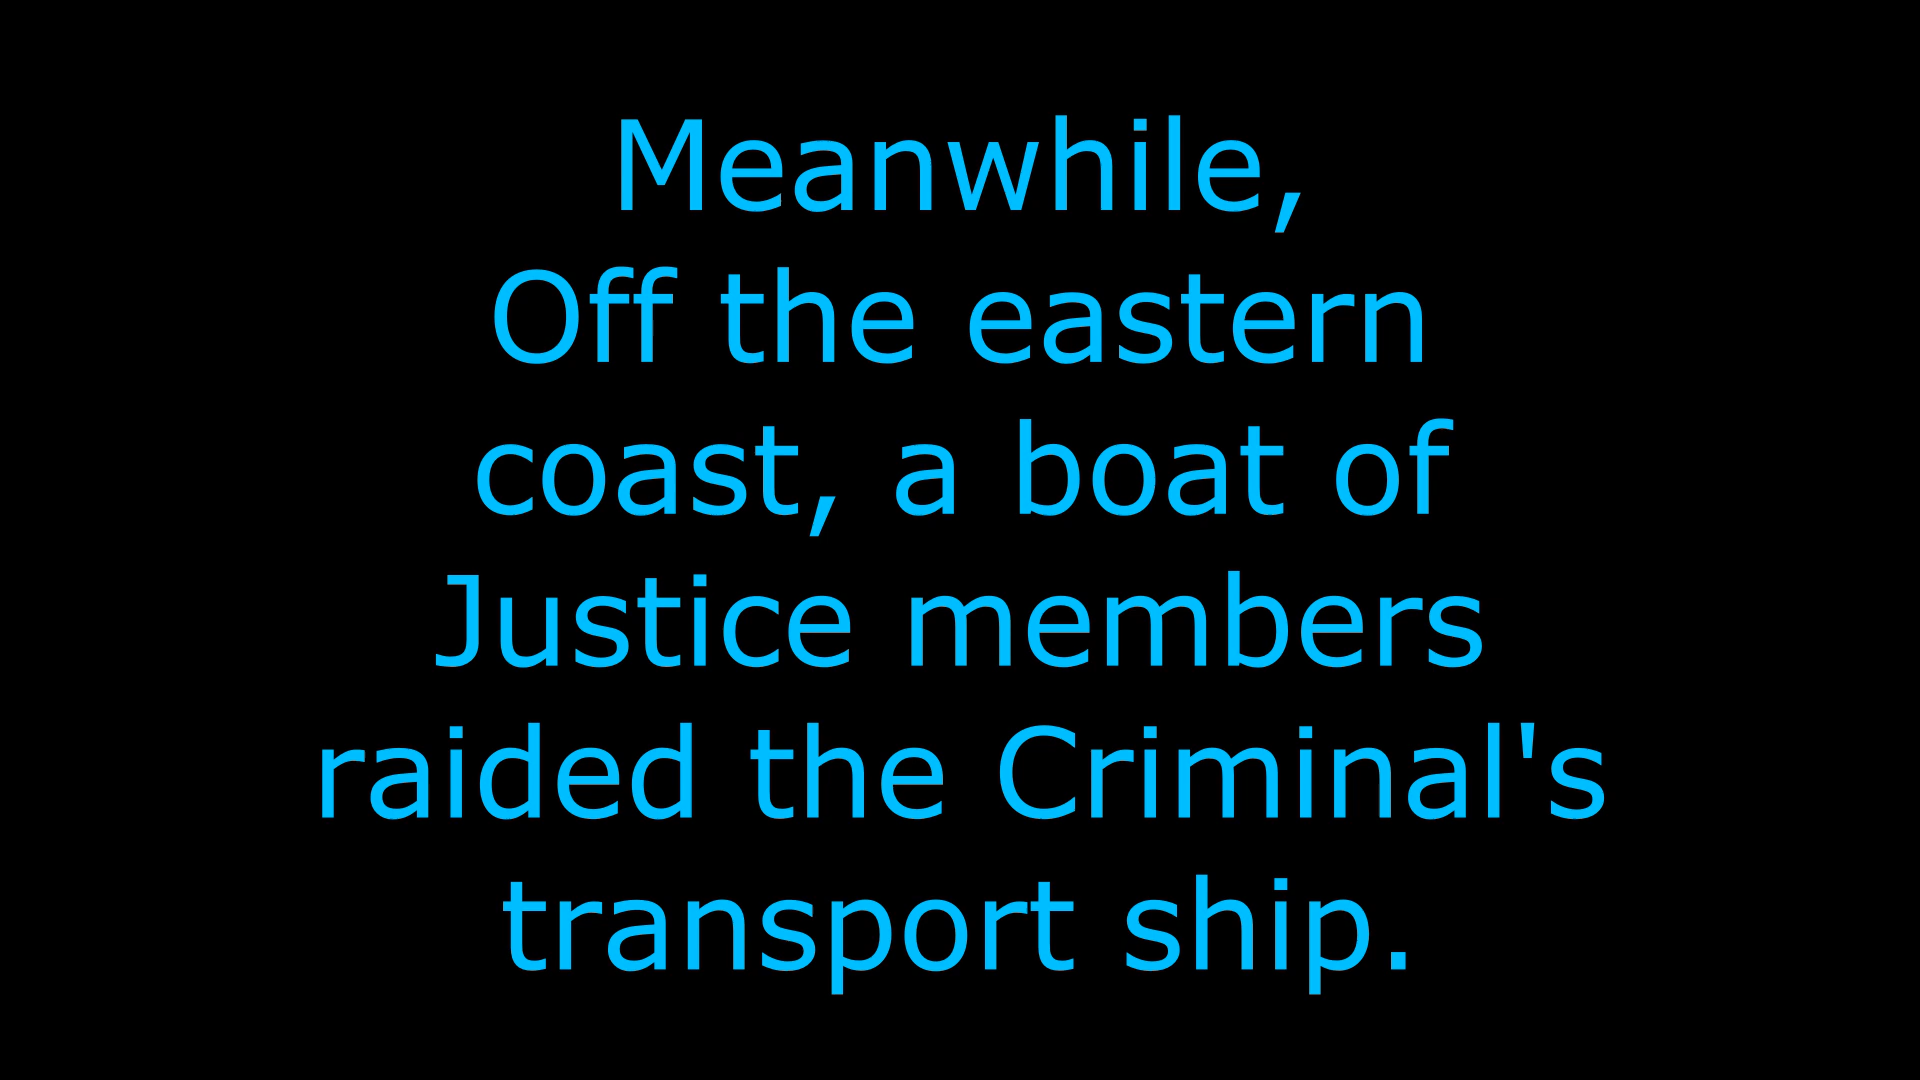 Meanwhile,
Off the eastern
coast, a boat of
Justice members
raided the Criminal's
transport ship.